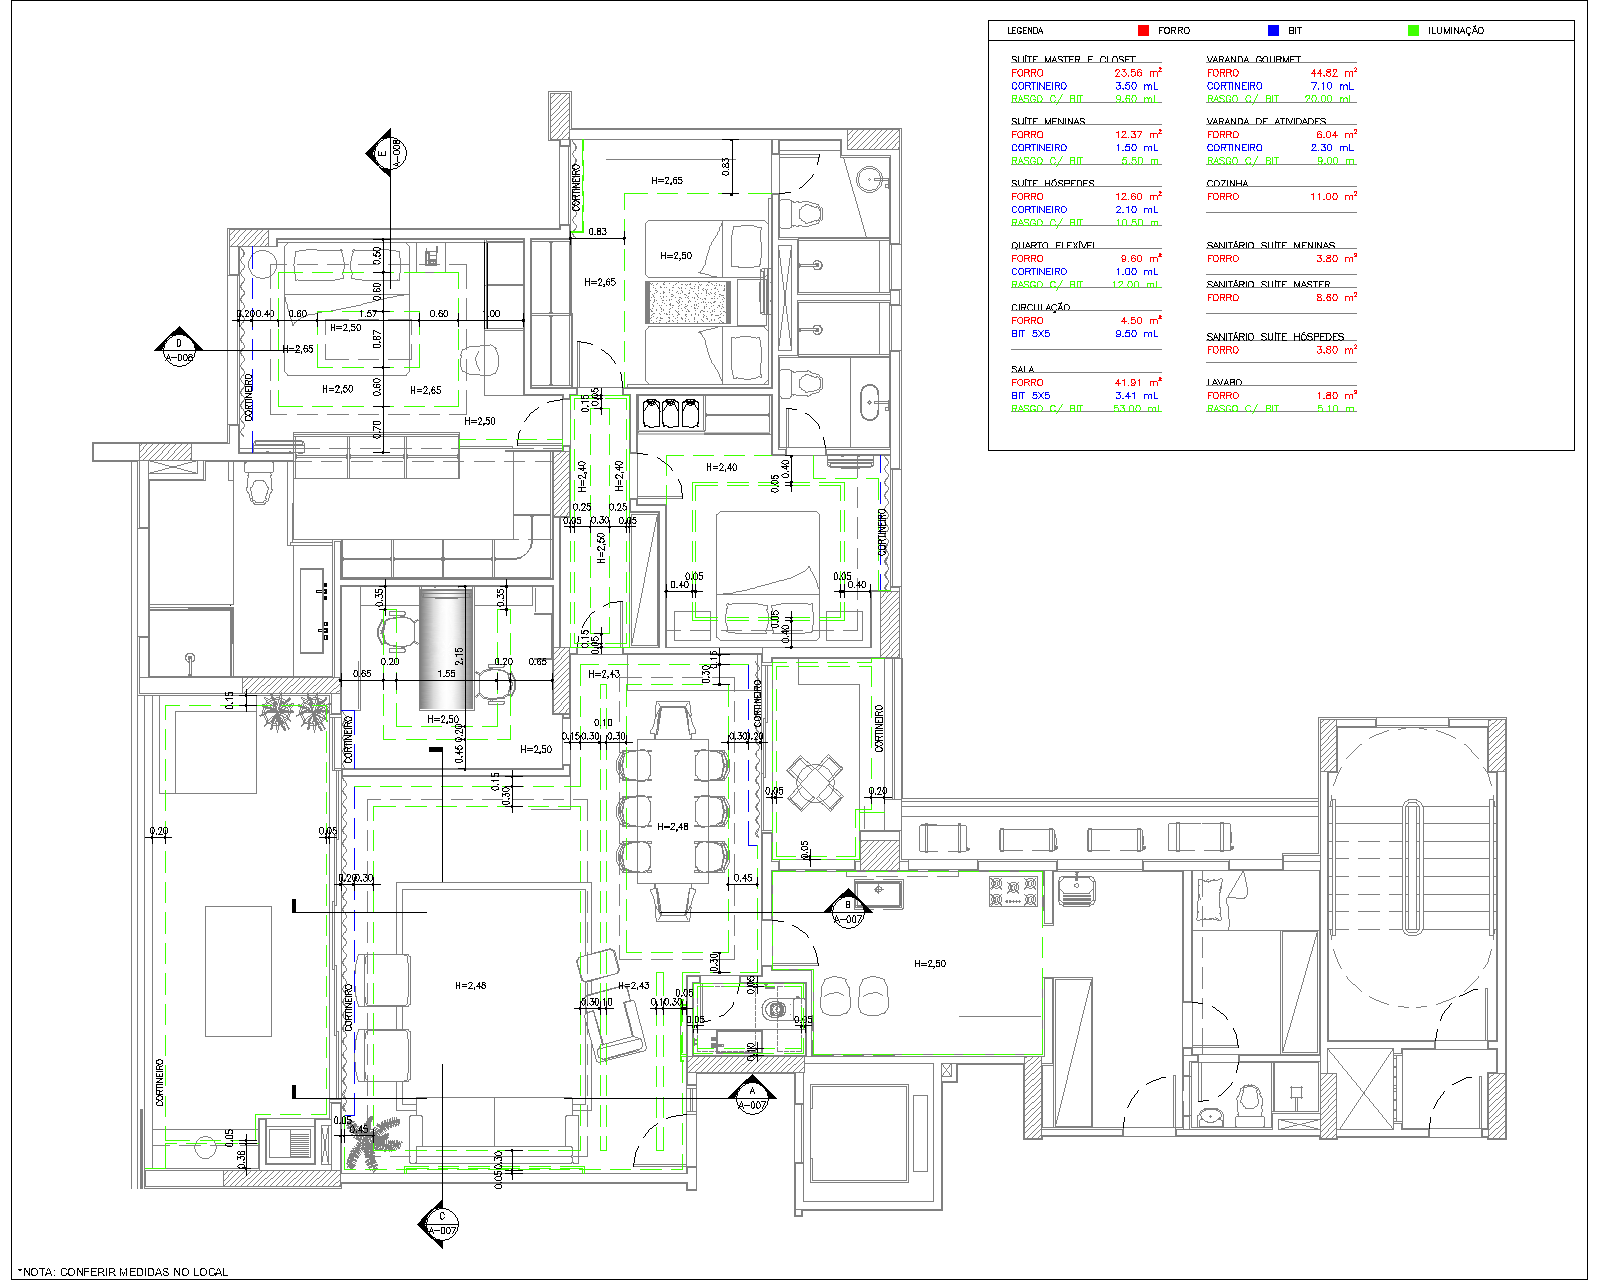 LEGENDA FORRO BIT ILUMINAÇÃO
SUÍTE MASTER E CLOSET
FORRO 23.56 m²
CORTINEIRO 3.50 mL
RASGO C/ BIT 9.60 mL
SUÍTE MENINAS
FORRO 12.37 m²
CORTINEIRO 1.50 mL
RASGO C/ BIT 5.50 m
SUÍTE HÓSPEDES
FORRO 12.60 m²
CORTINEIRO 2.10 mL
RASGO C/ BIT 10.50 m
QUARTO FLEXÍVEL
FORRO 9.60 m²
CORTINEIRO 1.00 mL
RASGO C/ BIT 12.00 mL
CIRCULAÇÃO
FORRO 4.50 m²
BIT 5X5 9.50 mL
SALA
FORRO 41.91 m²
BIT 5X5 3.41 mL
RASGO C/ BIT 53.00 mL
VARANDA GOURMET
FORRO 44.82 m²
CORTINEIRO 7.10 mL
RASGO C/ BIT 20.00 mL
VARANDA DE ATIVIDADES
FORRO 6.04 m²
CORTINEIRO 2.30 mL
RASGO C/ BIT 9.00 m
COZINHA
FORRO 11.00 m²
SANITÁRIO SUÍTE MENINAS
FORRO 3.80 m²
SANITÁRIO SUÍTE MASTER
FORRO 8.60 m²
SANITÁRIO SUÍTE HÓSPEDES
FORRO 3.80 m²
LAVABO
FORRO 1.80 m²
RASGO C/ BIT 5.10 m
E
A-008
CORTINEIRO
H=2,65
0.83
0.83
H=2,50
H=2,65
0.50
0.60
0.20 0.40 0.60 1.57 0.60 1.00
H=2,50
0.87
D
A-008
H=2,65
H=2,50
0.60
H=2,65
CORTINEIRO
H=2,50
0.70
0.15
0.05
H=2,40
H=2,40
H=2,40
0.05
0.40
0.25 0.25
0.05 0.30 0.05
H=2,50
CORTINEIRO
0.05 0.05
0.40 0.40
0.35
0.35
0.05
0.40
0.15
0.05
2.15
0.20 0.20 0.65
0.65 1.55
H=2,43
0.30
0.15
CORTINEIRO
0.15
H=2,50
0.45
0.20
H=2,50
CORTINEIRO
0.10
0.15 0.30 0.30 0.30 0.20
CORTINEIRO
0.15
0.30
0.05 0.20
0.20 0.05
H=2,48
0.05
0.20 0.30
0.45
B
A-007
H=2,50
0.30
H=2,48
H=2,43
0.05
0.05
0.30 0.10 0.10 0.30
0.05 0.05
0.10
CORTINEIRO
CORTINEIRO
A
A-007
0.05
0.45
0.05
0.38
0.30
0.05
C
A-007
*NOTA: CONFERIR MEDIDAS NO LOCAL